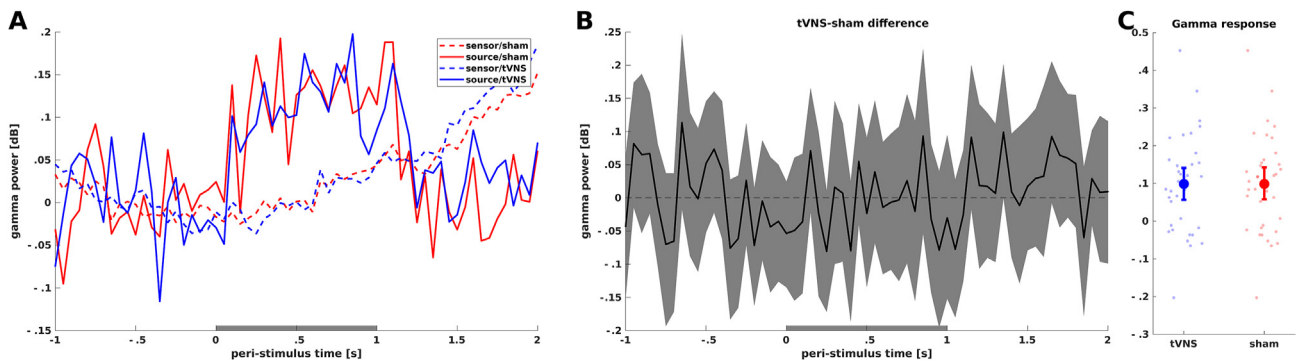 A
gamma power [dB]
.2
.15
.1
.05
0
-.05
-.1
-.15
-1
-.5
0
.5
1
1.5
2
peri-stimulus time [s]
sensor/sham
source/sham
sensor/tVNS
source/tVNS
B
tVNS-sham difference
gamma power [dB]
.25
.2
.15
.1
.05
0
-.05
-.1
-.15
-.2
-1
-.5
0
.5
1
1.5
2
peri-stimulus time [s]
C
Gamma response
0.5
.4
.3
.2
.1
0
-.1
-.2
-.3
tVNS
sham